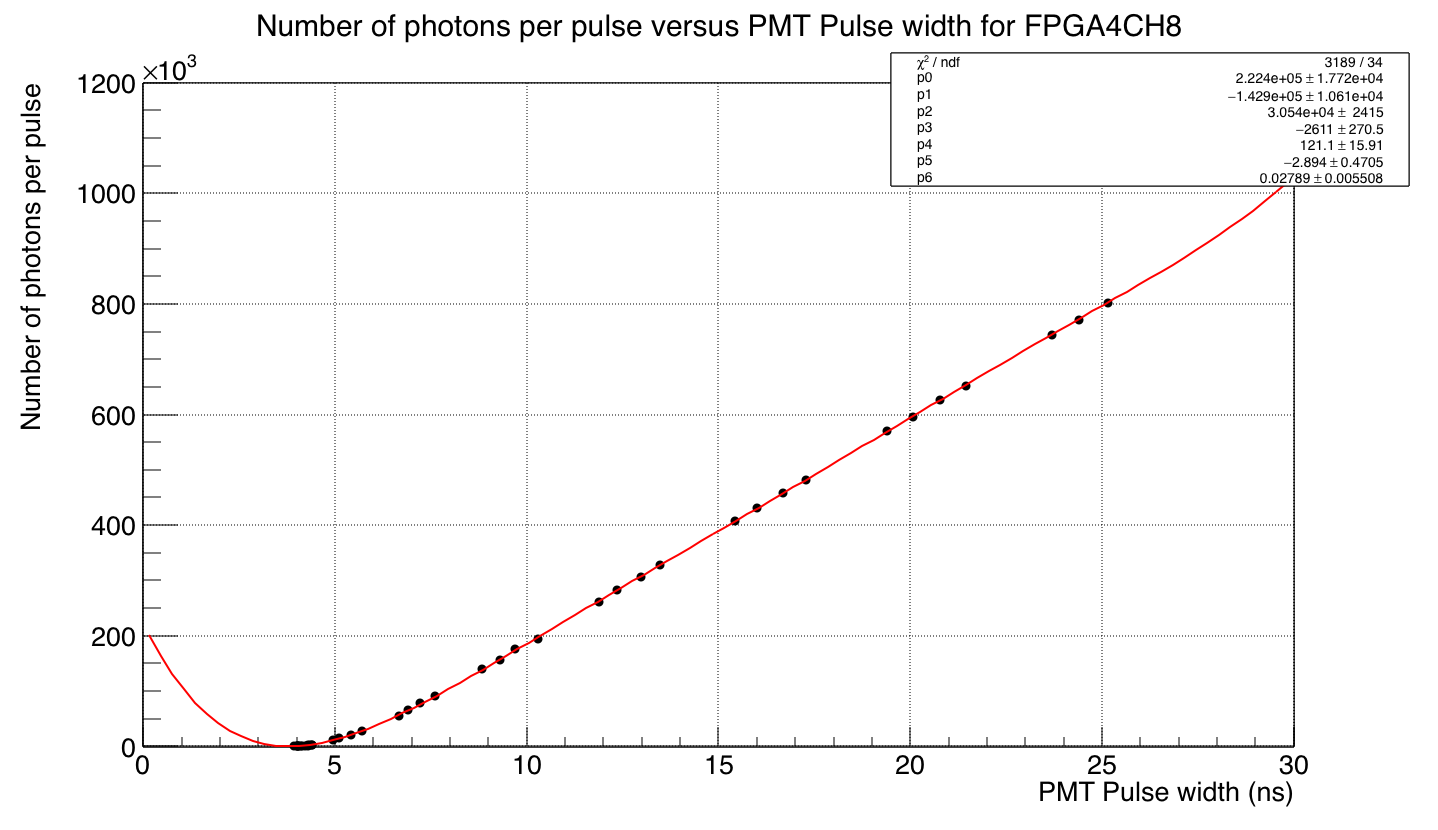 Number of photons per pulse versus PMT Pulse width for FPGA4CH8
×10³
χ² / ndf 3189 / 34
p0 2.224e+05 ± 1.772e+04
p1 −1.429e+05 ± 1.061e+04
p2 3.054e+04 ± 2415
p3 −2611 ± 270.5
p4 121.1 ± 15.91
p5 −2.894 ± 0.4705
p6 0.02789 ± 0.005508
Number of photons per pulse
1200
1000
800
600
400
200
0
0 5 10 15 20 25 30
PMT Pulse width (ns)